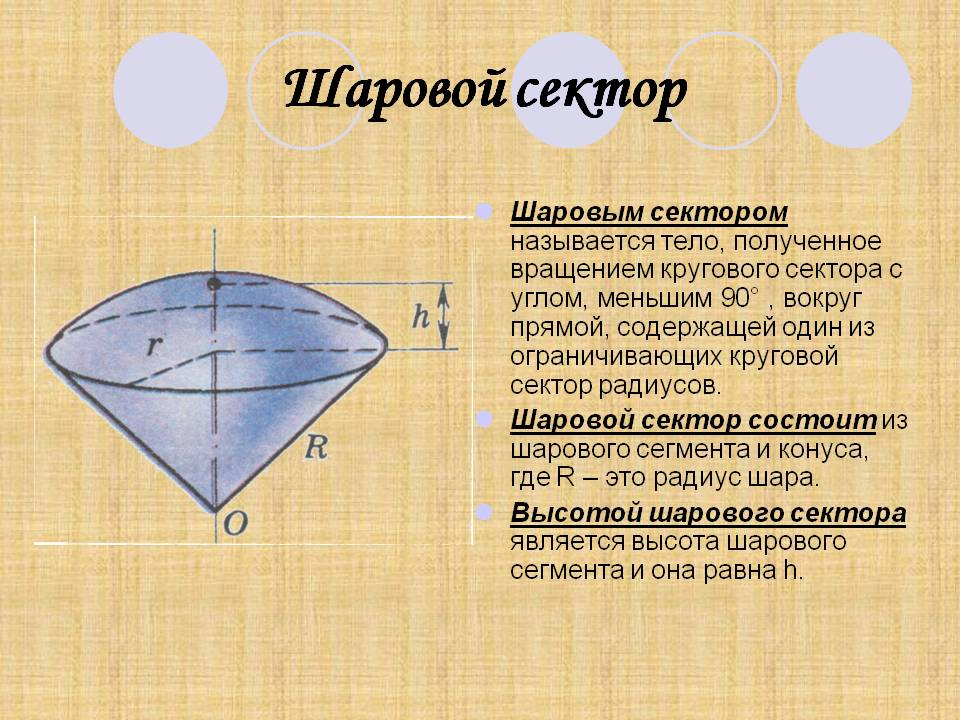 Шаровой сектор
Шаровым сектором
называется тело, полученное
вращением кругового сектора с
углом, меньшим 90° , вокруг
прямой, содержащей один из
ограничивающих круговой
сектор радиусов.
Шаровой сектор состоит из
шарового сегмента и конуса,
где R – это радиус шара.
Высотой шарового сектора
является высота шарового
сегмента и она равна h.
h
r
R
O